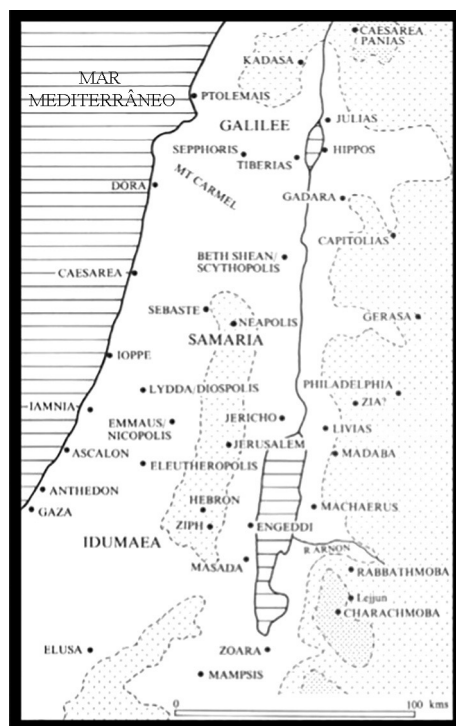 CAESAREA
PANIAS
KADASA
MAR
MEDITERRÂNEO
PTOLEMAIS
GALILEE
JULIAS
SEPPHORIS
TIBERIAS
HIPPOS
MT CARMEL
DORA
GADARA
CAPITOLIAS
BETH SHEAN/
SCYTHOPOLIS
CAESAREA
SEBASTE
NEAPOLIS
GERASA
SAMARIA
IOPPE
LYDDA/DIOSPOLIS
PHILADELPHIA
ZIA?
IAMNIA
EMMAUS/
NICOPOLIS
JERICHO
LIVIAS
JERUSALEM
MADABA
ASCALON
ELEUTHEROPOLIS
ANTHEDON
GAZA
HEBRON
MACHAERUS
ZIPH
ENGEDDI
IDUMAEA
R ARNON
MASADA
RABBATHMOBA
Lejjun
CHARACHMOBA
ELUSA
ZOARA
MAMPSIS
0
100
kms